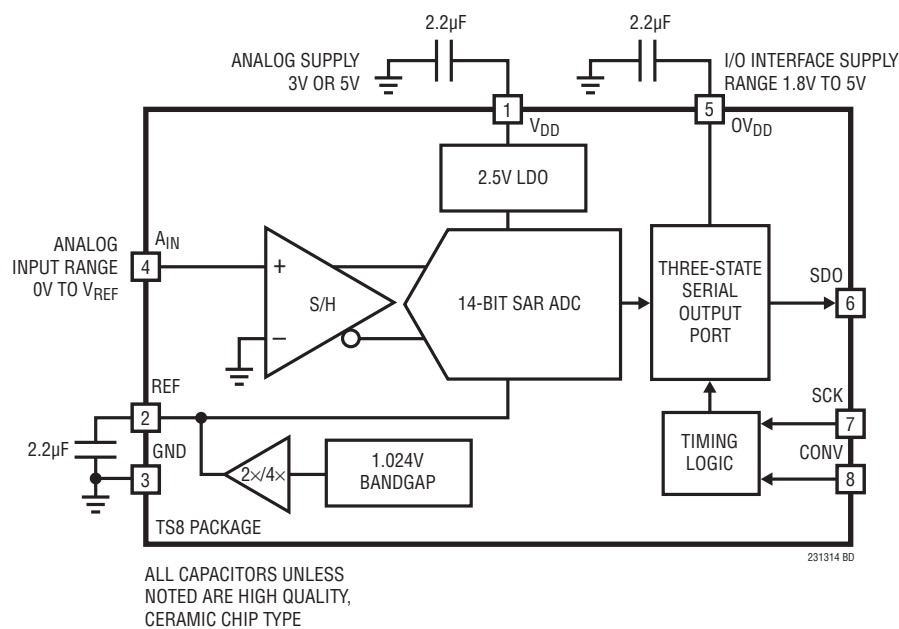 2.2µF
2.2µF
ANALOG SUPPLY
3V OR 5V
I/O INTERFACE SUPPLY
RANGE 1.8V TO 5V
1
5
VDD
OVDD
2.5V LDO
ANALOG
INPUT RANGE
0V TO VREF
AIN
4
+
S/H
–
14-BIT SAR ADC
THREE-STATE
SERIAL
OUTPUT
PORT
SDO
6
REF
2
2.2µF
GND
3
2×/4×
1.024V
BANDGAP
TIMING
LOGIC
SCK
7
CONV
8
TS8 PACKAGE
231314 BD
ALL CAPACITORS UNLESS
NOTED ARE HIGH QUALITY,
CERAMIC CHIP TYPE